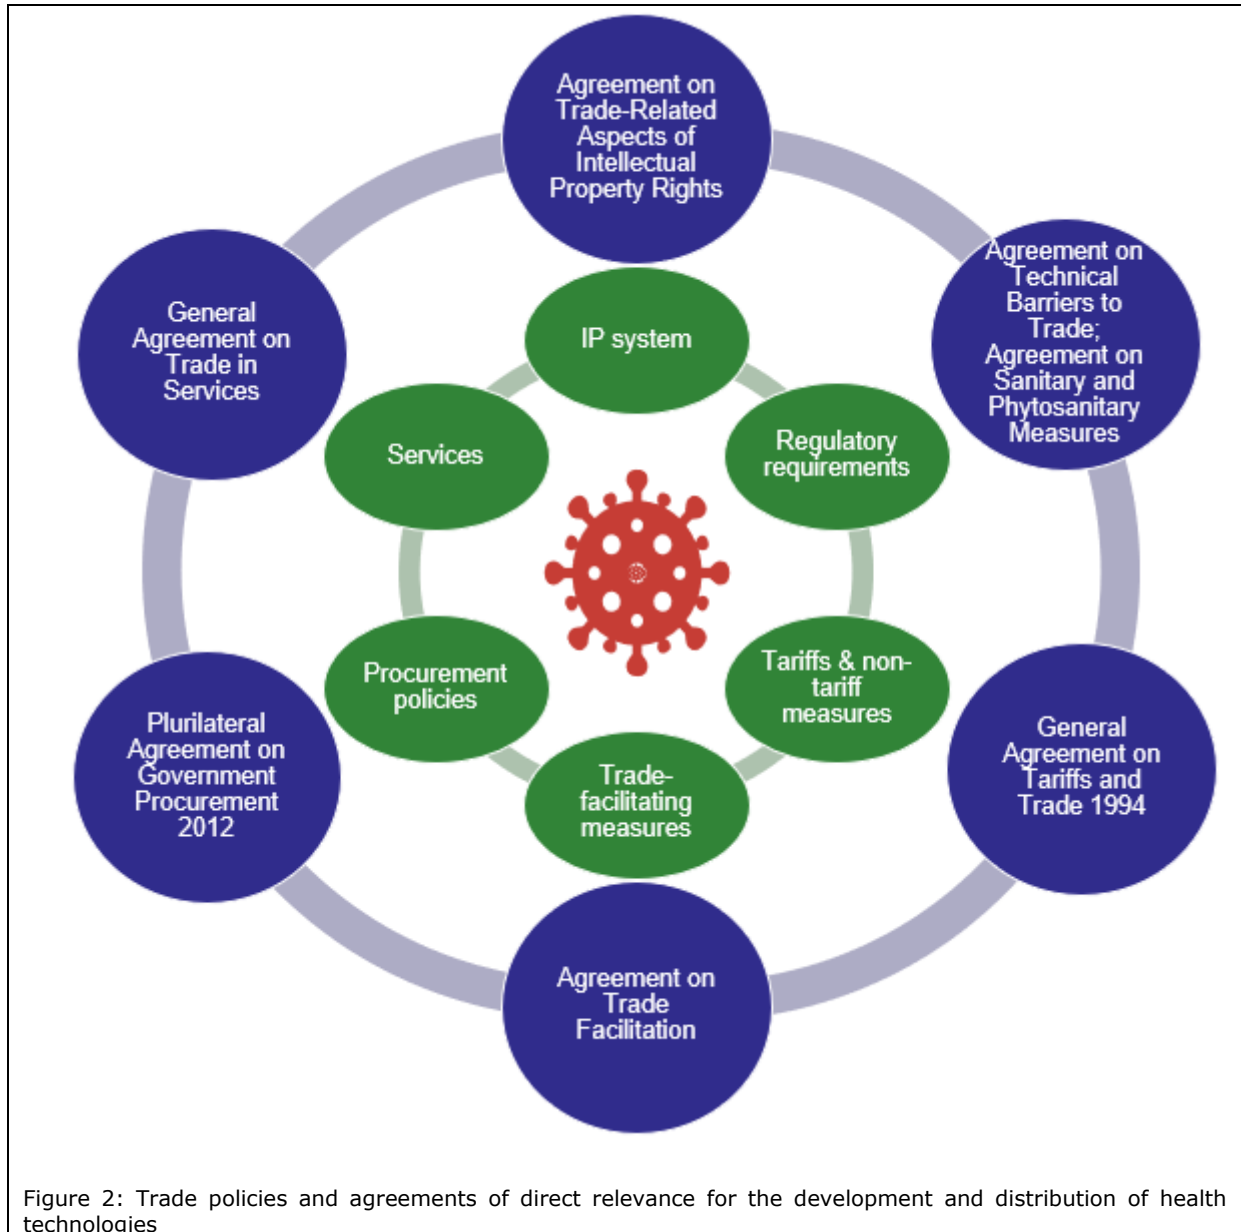 Agreement on
Trade-Related
Aspects of
Intellectual
Property Rights
Agreement on
Technical
Barriers to
Trade;
Agreement on
Sanitary and
Phytosanitary
Measures
General
Agreement on
Trade in
Services
IP system
Services
Regulatory
requirements
Procurement
policies
Tariffs & non-
tariff
measures
Trade-
facilitating
measures
Plurilateral
Agreement on
Government
Procurement
2012
General
Agreement on
Tariffs and
Trade 1994
Agreement on
Trade
Facilitation
Figure 2: Trade policies and agreements of direct relevance for the development and distribution of health
technologies